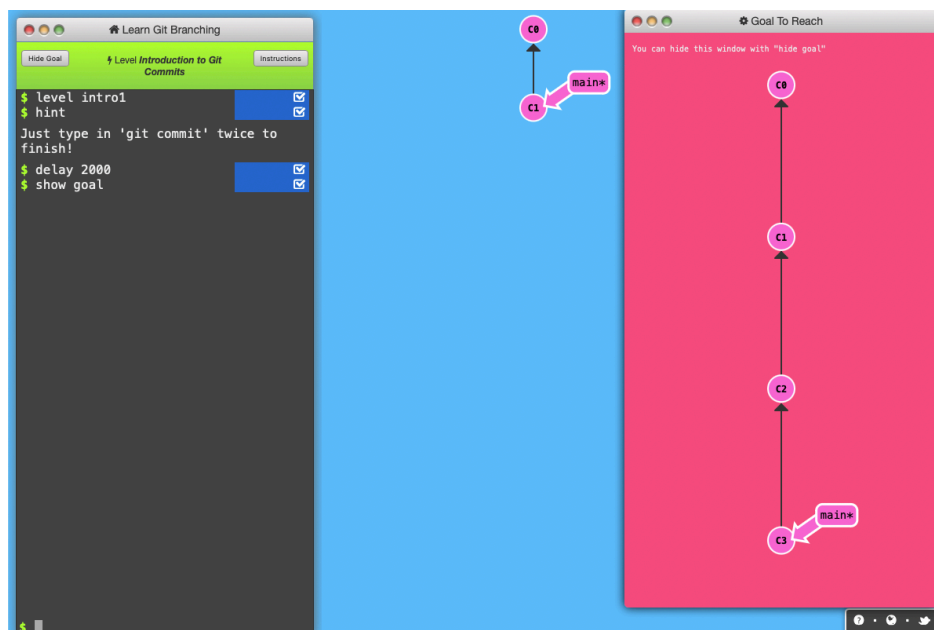 Learn Git Branching
Hide Goal
Level Introduction to Git
Commits
Instructions
$ level intro1
$ hint
Just type in 'git commit' twice to
finish!
$ delay 2000
$ show goal
$
C0
main*
C1
Goal To Reach
You can hide this window with "hide goal"
C0
C1
C2
main*
C3